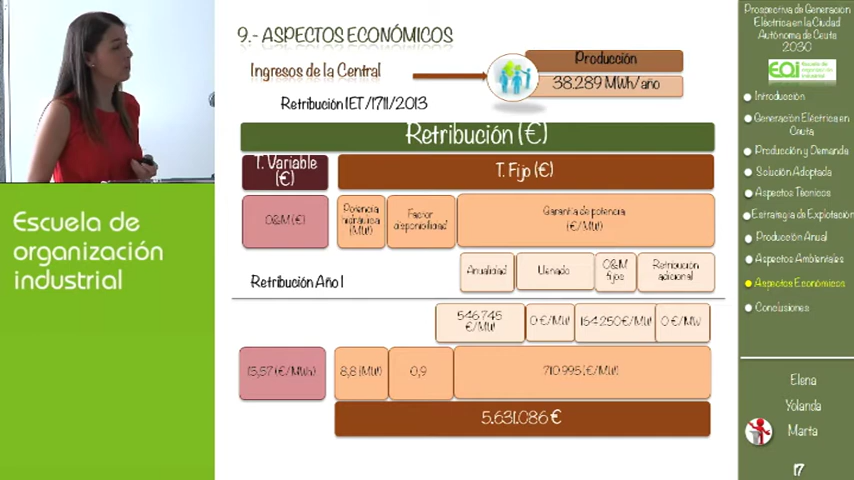 9.- ASPECTOS ECONÓMICOS
Ingresos de la Central
Producción
38.289 MWh/año
Retribución IET/1711/2013
Retribución (€)
T. Variable
(€)
T. Fijo (€)
O&M (€)
Potencia
hidráulica
(MW)
Factor
disponibilidad
Garantía de potencia
(€/MW)
Anualidad
Llenado
O&M
fijos
Retribución
adicional
Retribución Año 1
546.745
€/MW
0 €/MW
164.250€/MW
0 €/MW
13,57 (€/MWh)
8,8 (MW)
0,9
710.995 (€/MW)
5.631.086 €
Escuela de
organización
industrial
Prospectiva de Generación
Eléctrica en la Ciudad
Autónoma de Ceuta
2030
EOi
Introducción
Generación Eléctrica en
Ceuta
Producción y Demanda
Solución Adoptada
Aspectos Técnicos
Estrategia de Explotación
Producción Anual
Aspectos Ambientales
Aspectos Económicos
Conclusiones
Elena
Yolanda
Marta
17